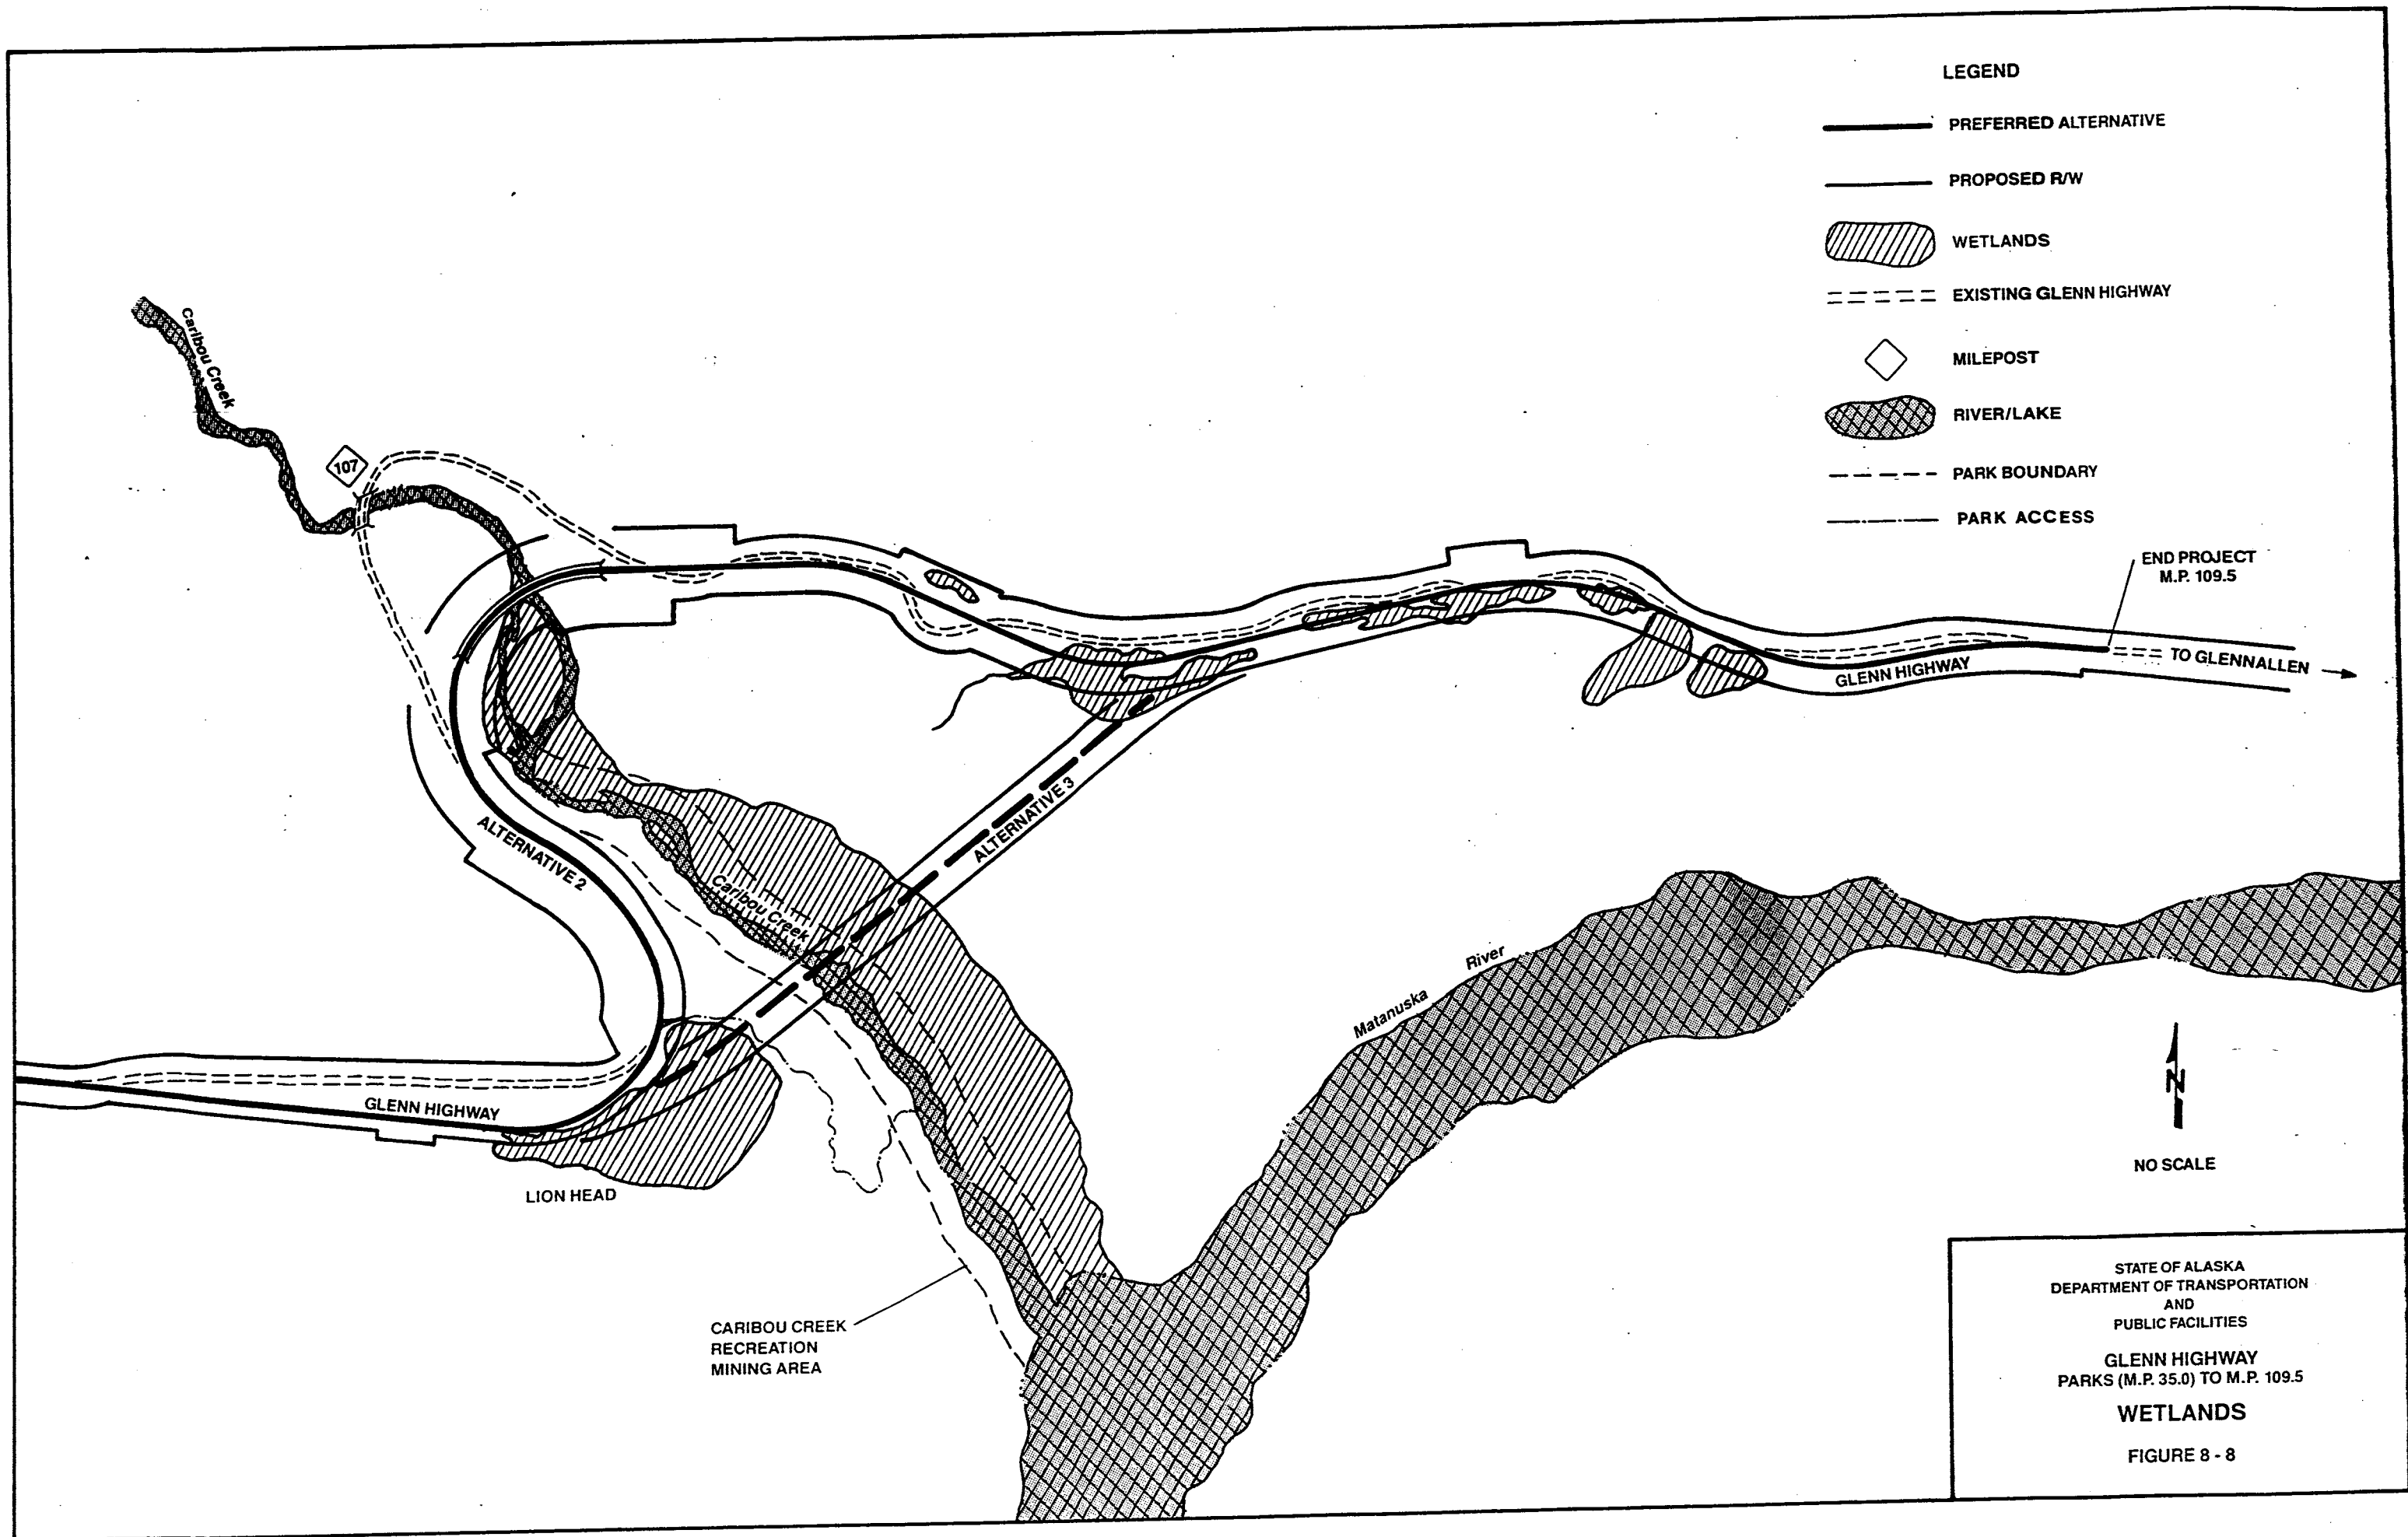 LEGEND
PREFERRED ALTERNATIVE
PROPOSED R/W
WETLANDS
EXISTING GLENN HIGHWAY
MILEPOST
RIVER/LAKE
PARK BOUNDARY
PARK ACCESS
Caribou Creek
107
END PROJECT
M.P. 109.5
TO GLENNALLEN
GLENN HIGHWAY
ALTERNATIVE 2
ALTERNATIVE 3
Caribou Creek
Matanuska River
GLENN HIGHWAY
LION HEAD
CARIBOU CREEK
RECREATION
MINING AREA
N
NO SCALE
STATE OF ALASKA
DEPARTMENT OF TRANSPORTATION
AND
PUBLIC FACILITIES
GLENN HIGHWAY
PARKS (M.P. 35.0) TO M.P. 109.5
WETLANDS
FIGURE 8 - 8